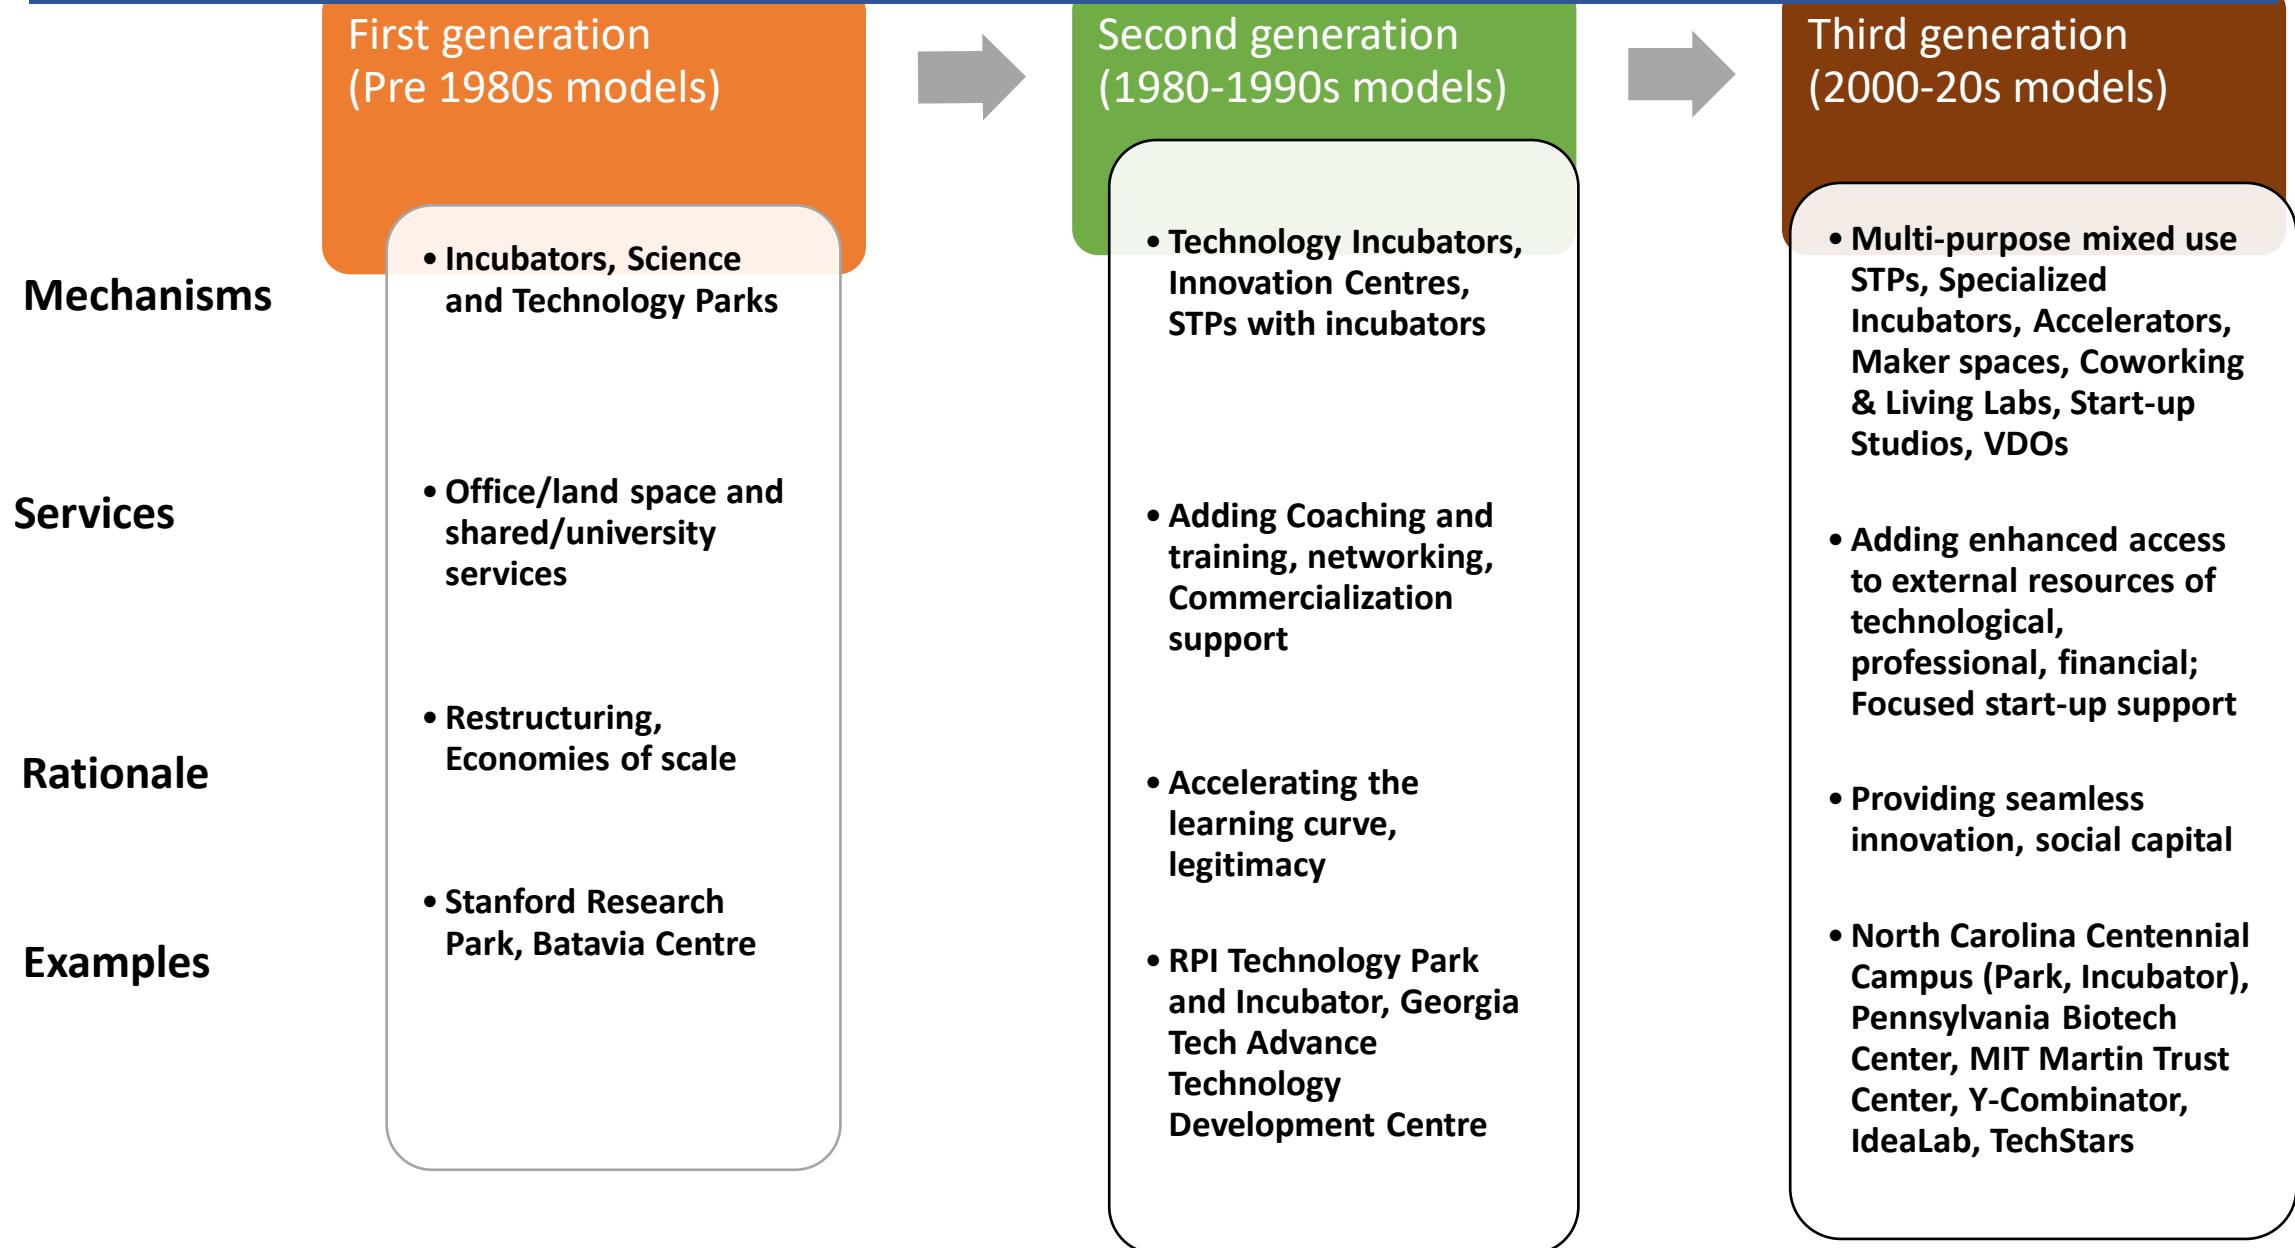 First generation
(Pre 1980s models)
Second generation
(1980-1990s models)
Third generation
(2000-20s models)
Mechanisms
Services
Rationale
Examples
• Incubators, Science
and Technology Parks
• Office/land space and
shared/university
services
• Restructuring,
Economies of scale
• Stanford Research
Park, Batavia Centre
• Technology Incubators,
Innovation Centres,
STPs with incubators
• Adding Coaching and
training, networking,
Commercialization
support
• Accelerating the
learning curve,
legitimacy
• RPI Technology Park
and Incubator, Georgia
Tech Advance
Technology
Development Centre
• Multi-purpose mixed use
STPs, Specialized
Incubators, Accelerators,
Maker spaces, Coworking
& Living Labs, Start-up
Studios, VDOs
• Adding enhanced access
to external resources of
technological,
professional, financial;
Focused start-up support
• Providing seamless
innovation, social capital
• North Carolina Centennial
Campus (Park, Incubator),
Pennsylvania Biotech
Center, MIT Martin Trust
Center, Y-Combinator,
IdeaLab, TechStars